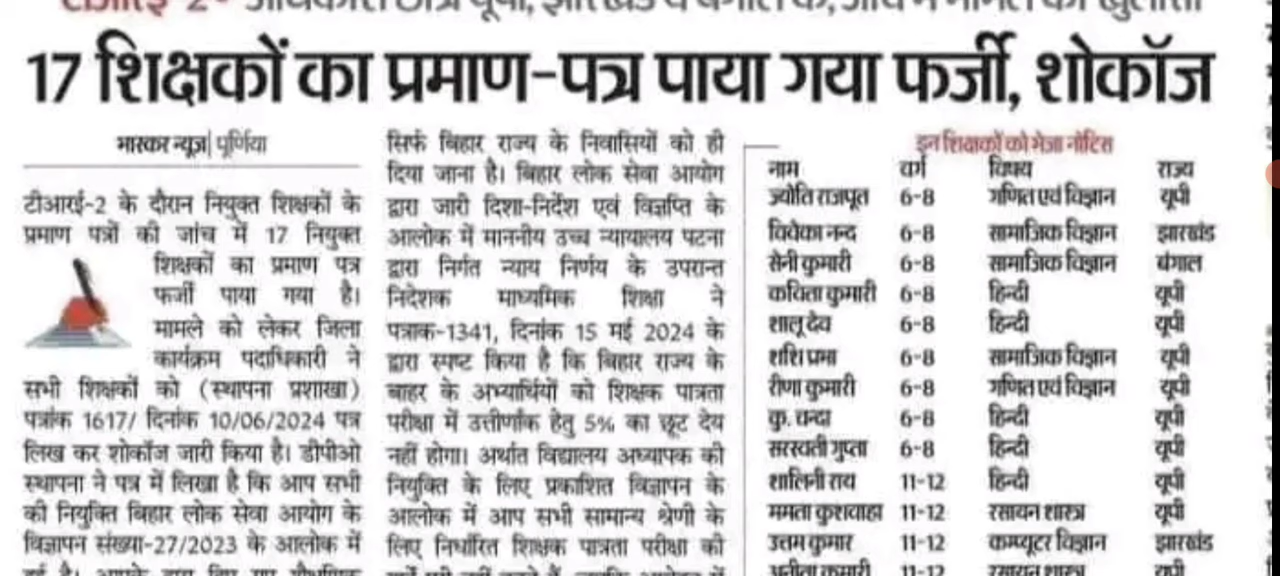 17 शिक्षकों का प्रमाण-पत्र पाया गया फर्जी, शोकॉज
भास्कर न्यूज़| पूर्णिया
टीआरई-2 के दौरान नियुक्त शिक्षकों के
प्रमाण पत्रों की जांच में 17 नियुक्त
शिक्षकों का प्रमाण पत्र
फर्जी पाया गया है।
मामले को लेकर जिला
कार्यक्रम पदाधिकारी ने
सभी शिक्षकों को (स्थापना प्रशाखा)
पत्रांक 1617/ दिनांक 10/06/2024 पत्र
लिख कर शोकॉज जारी किया है। डीपीओ
स्थापना ने पत्र में लिखा है कि आप सभी
की नियुक्ति बिहार लोक सेवा आयोग के
विज्ञापन संख्या-27/2023 के आलोक में
सिर्फ बिहार राज्य के निवासियों को ही
दिया जाना है। बिहार लोक सेवा आयोग
द्वारा जारी दिशा-निर्देश एवं विज्ञप्ति के
आलोक में माननीय उच्च न्यायालय पटना
द्वारा निर्गत न्याय निर्णय के उपरान्त
निदेशक माध्यमिक शिक्षा ने
पत्राक-1341, दिनांक 15 मई 2024 के
द्वारा स्पष्ट किया है कि बिहार राज्य के
बाहर के अभ्यार्थियों को शिक्षक पात्रता
परीक्षा में उत्तीर्णांक हेतु 5% का छूट देय
नहीं होगा। अर्थात विद्यालय अध्यापक की
नियुक्ति के लिए प्रकाशित विज्ञापन के
आलोक में आप सभी सामान्य श्रेणी के
लिए निर्धारित शिक्षक पात्रता परीक्षा की
इन शिक्षकों को भेजा नोटिस
नाम वर्ग विषय राज्य
ज्योति राजपूत 6-8 गणित एवं विज्ञान यूपी
विवेका नन्द 6-8 सामाजिक विज्ञान झारखंड
सेनी कुमारी 6-8 सामाजिक विज्ञान बंगाल
कविता कुमारी 6-8 हिन्दी यूपी
शालू देव 6-8 हिन्दी यूपी
शशि प्रभा 6-8 सामाजिक विज्ञान यूपी
रीणा कुमारी 6-8 गणित एवं विज्ञान यूपी
कु. चन्दा 6-8 हिन्दी यूपी
सरस्वती गुप्ता 6-8 हिन्दी यूपी
शालिनी राय 11-12 हिन्दी यूपी
ममता कुशवाहा 11-12 रसायन शास्त्र यूपी
उत्तम कुमार 11-12 कम्प्यूटर विज्ञान झारखंड
अनीता कुमारी 11-12 रसायन शास्त्र यूपी